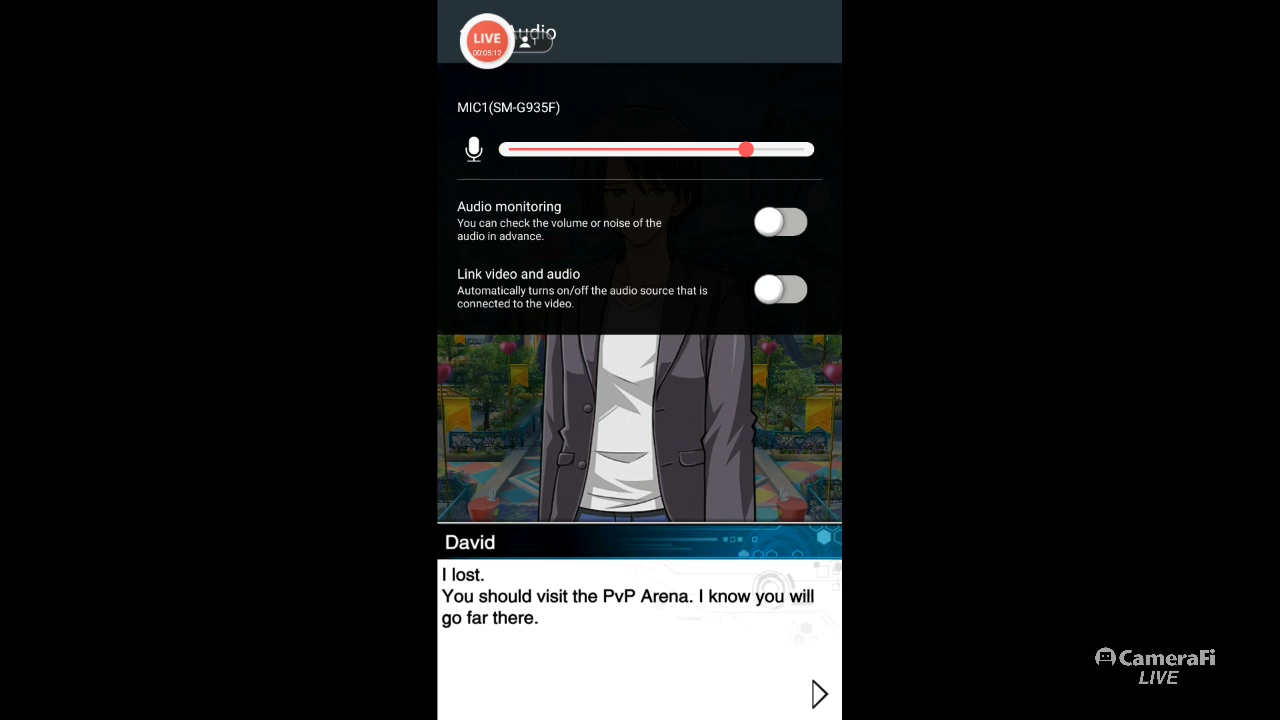 Audio
LIVE
00:05:12
1
MIC1(SM-G935F)
Audio monitoring
You can check the volume or noise of the
audio in advance.
Link video and audio
Automatically turns on/off the audio source that is
connected to the video.
David
I lost.
You should visit the PvP Arena. I know you will
go far there.
CameraFi
LIVE